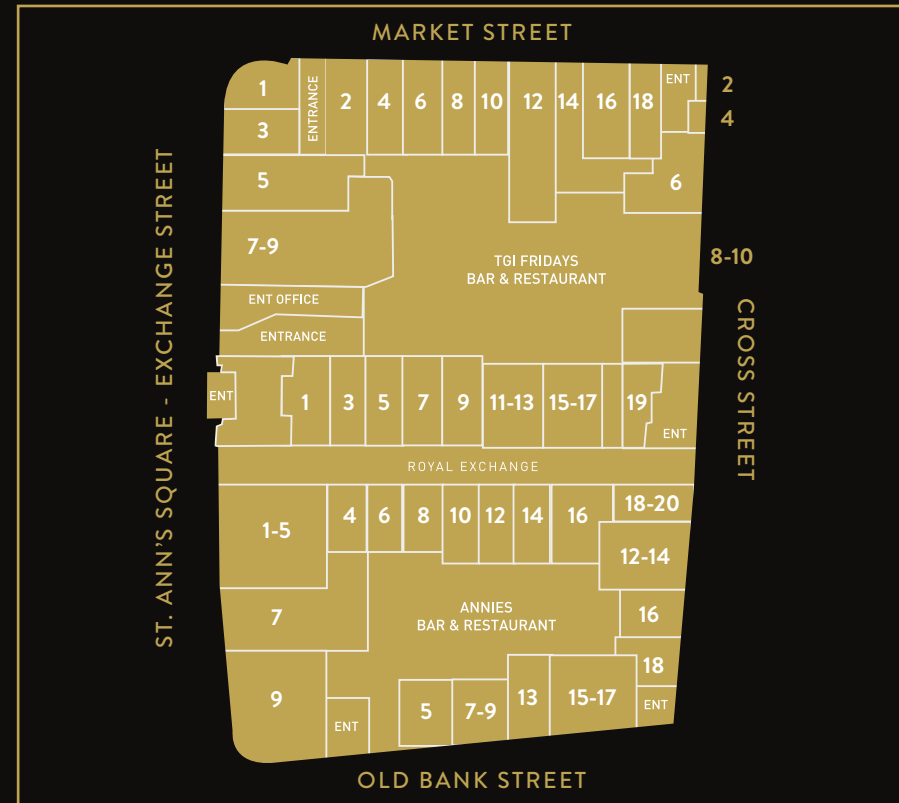 MARKET STREET
1
ENTRANCE
2
4
6
8
10
12
14
16
18
ENT
2
4
3
5
6
7-9
TGI FRIDAYS
BAR & RESTAURANT
8-10
ENT OFFICE
ENTRANCE
ST. ANN'S SQUARE - EXCHANGE STREET
CROSS STREET
ENT
1
3
5
7
9
11-13
15-17
19
ENT
ROYAL EXCHANGE
1-5
4
6
8
10
12
14
16
18-20
12-14
7
ANNIES
BAR & RESTAURANT
16
18
9
ENT
5
7-9
13
15-17
ENT
OLD BANK STREET